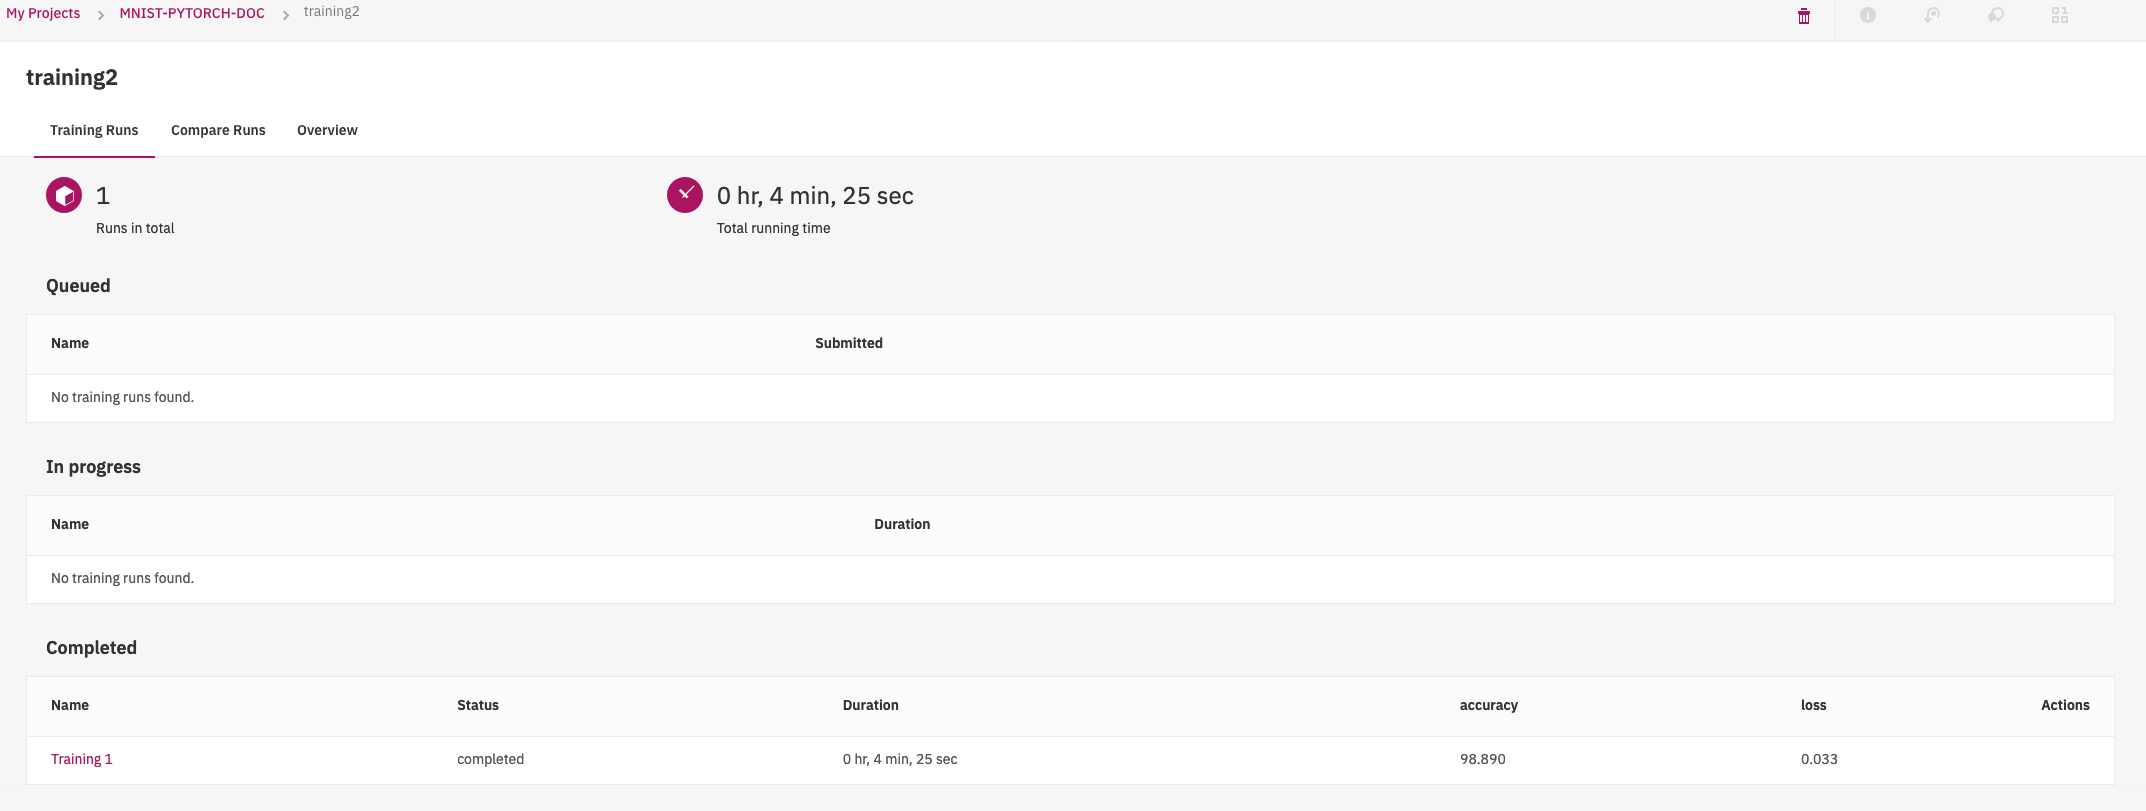 My Projects > MNIST-PYTORCH-DOC > training2
training2
Training Runs Compare Runs Overview
1
Runs in total
0 hr, 4 min, 25 sec
Total running time
Queued
Name Submitted
No training runs found.
In progress
Name Duration
No training runs found.
Completed
Name Status Duration accuracy loss Actions
Training 1 completed 0 hr, 4 min, 25 sec 98.890 0.033